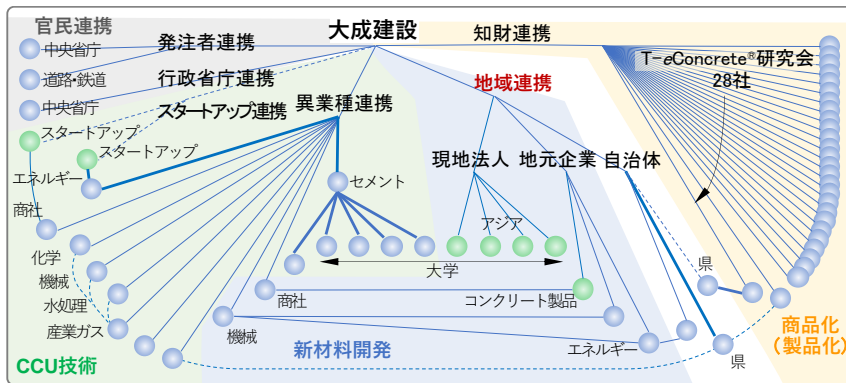 官民連携
大成建設
知財連携
中央省庁
発注者連携
道路・鉄道
行政省庁連携
T-eConcrete®研究会
28社
中央省庁
スタートアップ連携
異業種連携
地域連携
スタートアップ
スタートアップ
エネルギー
セメント
現地法人
地元企業
自治体
商社
アジア
化学
大学
機械
県
水処理
商社
コンクリート製品
産業ガス
機械
新材料開発
エネルギー
県
商品化
（製品化）
CCU技術